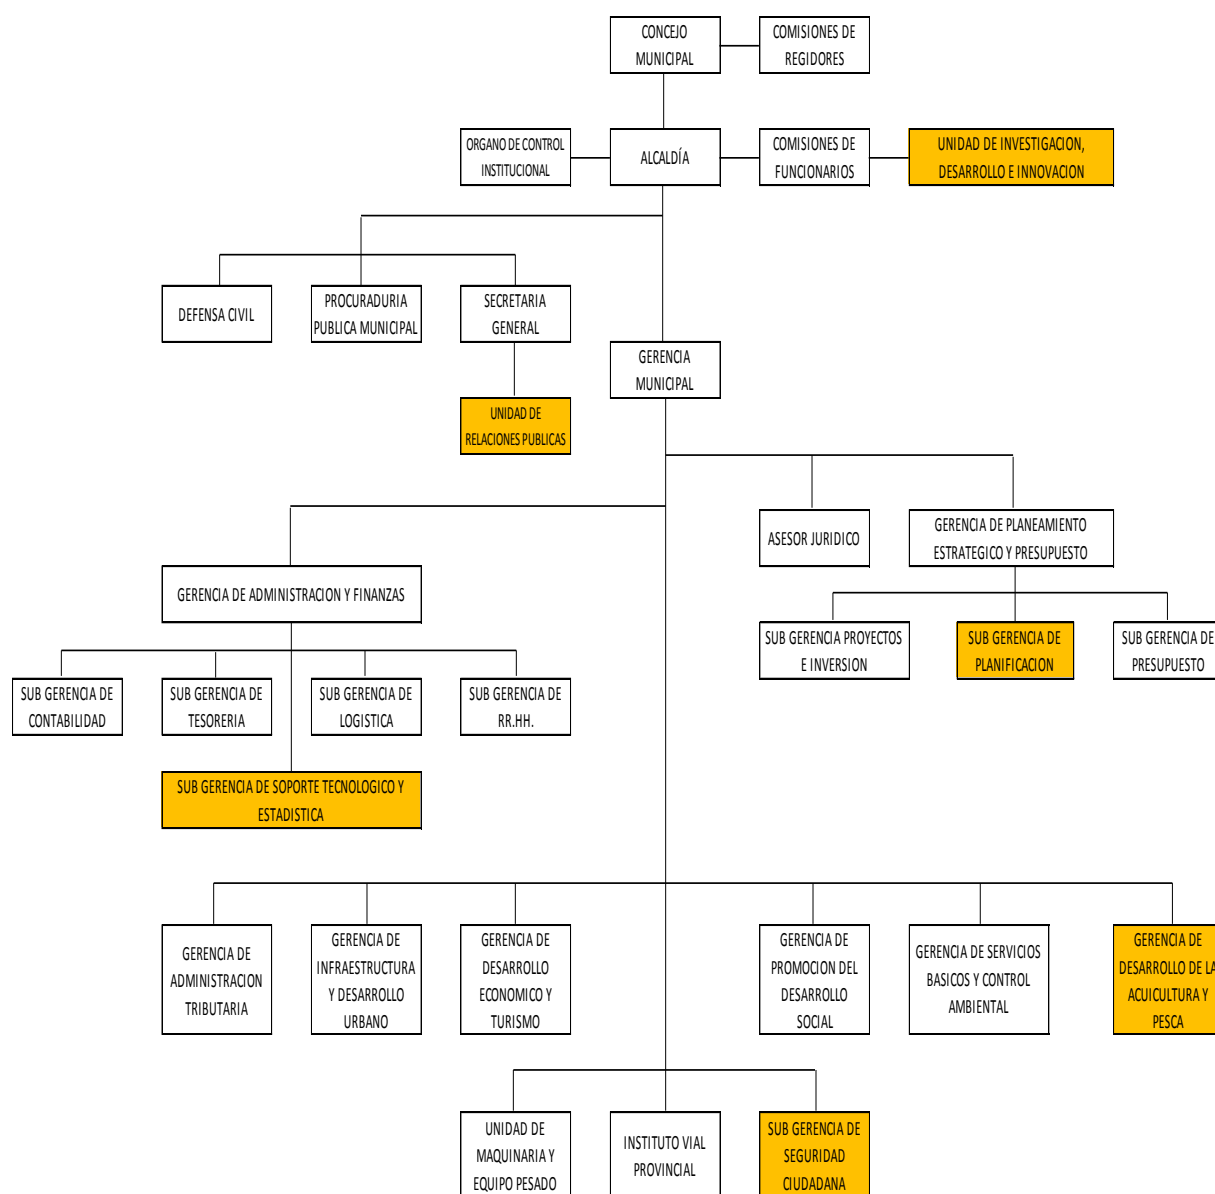 CONCEJO
MUNICIPAL
COMISIONES DE
REGIDORES
ORGANO DE CONTROL
INSTITUCIONAL
ALCALDÍA
COMISIONES DE
FUNCIONARIOS
UNIDAD DE INVESTIGACION,
DESARROLLO E INNOVACION
DEFENSA CIVIL
PROCURADURIA
PUBLICA MUNICIPAL
SECRETARIA
GENERAL
GERENCIA
MUNICIPAL
UNIDAD DE
RELACIONES PUBLICAS
ASESOR JURIDICO
GERENCIA DE PLANEAMIENTO
ESTRATEGICO Y PRESUPUESTO
GERENCIA DE ADMINISTRACION Y FINANZAS
SUB GERENCIA PROYECTOS
E INVERSION
SUB GERENCIA DE
PLANIFICACION
SUB GERENCIA DE
PRESUPUESTO
SUB GERENCIA DE
CONTABILIDAD
SUB GERENCIA DE
TESORERIA
SUB GERENCIA DE
LOGISTICA
SUB GERENCIA DE
RR.HH.
SUB GERENCIA DE SOPORTE TECNOLOGICO Y
ESTADISTICA
GERENCIA DE
ADMINISTRACION
TRIBUTARIA
GERENCIA DE
INFRAESTRUCTURA
Y DESARROLLO
URBANO
GERENCIA DE
DESARROLLO
ECONOMICO Y
TURISMO
GERENCIA DE
PROMOCION DEL
DESARROLLO
SOCIAL
GERENCIA DE SERVICIOS
BASICOS Y CONTROL
AMBIENTAL
GERENCIA DE
DESARROLLO DE LA
ACUICULTURA Y
PESCA
UNIDAD DE
MAQUINARIA Y
EQUIPO PESADO
INSTITUTO VIAL
PROVINCIAL
SUB GERENCIA DE
SEGURIDAD
CIUDADANA